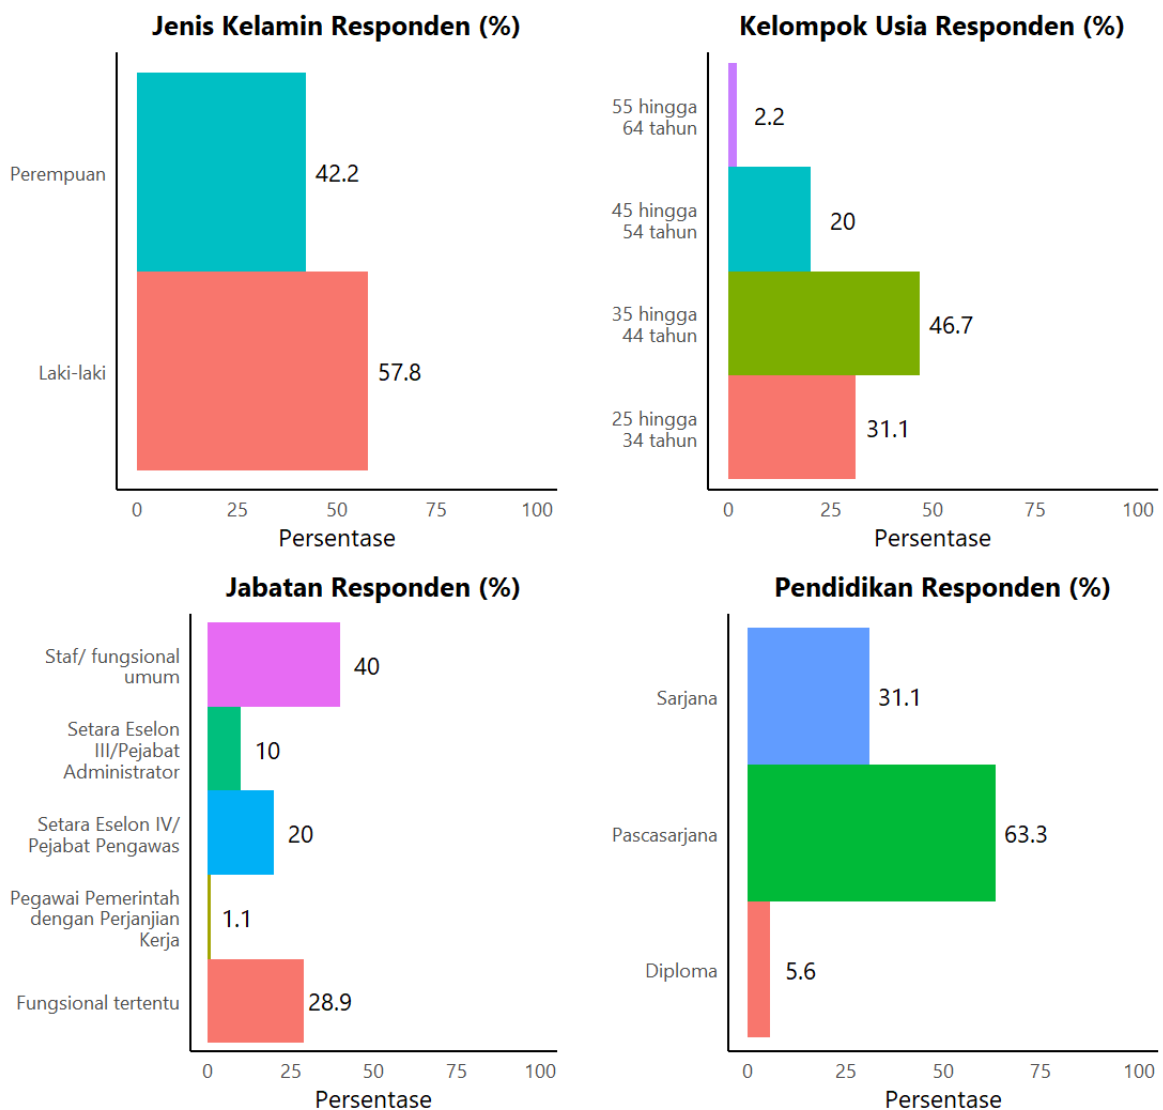 Jenis Kelamin Responden (%)
Perempuan
42.2
Laki-laki
57.8
0 25 50 75 100
Persentase
Kelompok Usia Responden (%)
55 hingga
64 tahun
2.2
45 hingga
54 tahun
20
35 hingga
44 tahun
46.7
25 hingga
34 tahun
31.1
0 25 50 75 100
Persentase
Jabatan Responden (%)
Staf/ fungsional
umum
40
Setara Eselon
III/Pejabat
Administrator
10
Setara Eselon IV/
Pejabat Pengawas
20
Pegawai Pemerintah
dengan Perjanjian
Kerja
1.1
Fungsional tertentu
28.9
0 25 50 75 100
Persentase
Pendidikan Responden (%)
Sarjana
31.1
Pascasarjana
63.3
Diploma
5.6
0 25 50 75 100
Persentase